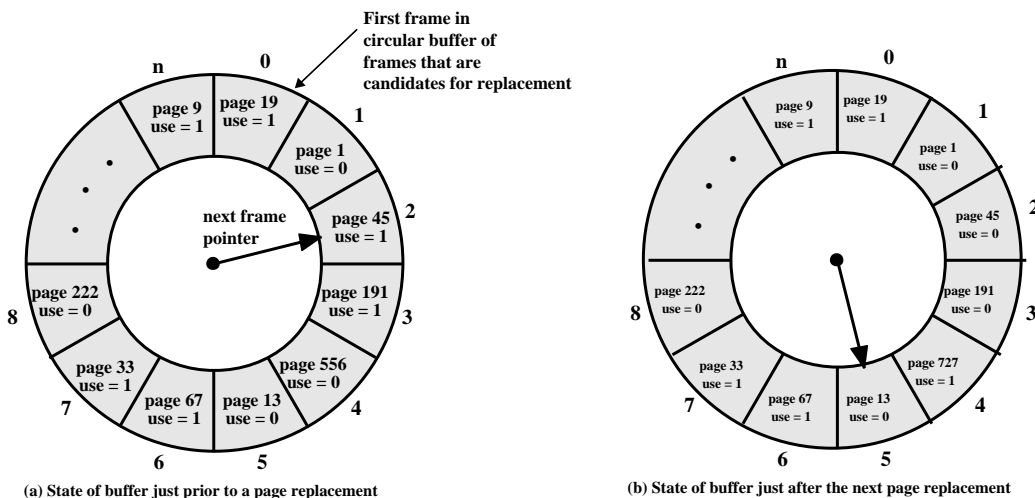 First frame in
circular buffer of
frames that are
candidates for replacement
n
0
1
2
3
4
5
6
7
8
page 9
use = 1
page 19
use = 1
page 1
use = 0
page 45
use = 1
page 191
use = 1
page 556
use = 0
page 13
use = 0
page 67
use = 1
page 33
use = 1
page 222
use = 0
next frame
pointer
(a) State of buffer just prior to a page replacement
n
0
1
2
3
4
5
6
7
8
page 9
use = 1
page 19
use = 1
page 1
use = 0
page 45
use = 0
page 191
use = 0
page 727
use = 1
page 13
use = 0
page 67
use = 1
page 33
use = 1
page 222
use = 0
(b) State of buffer just after the next page replacement